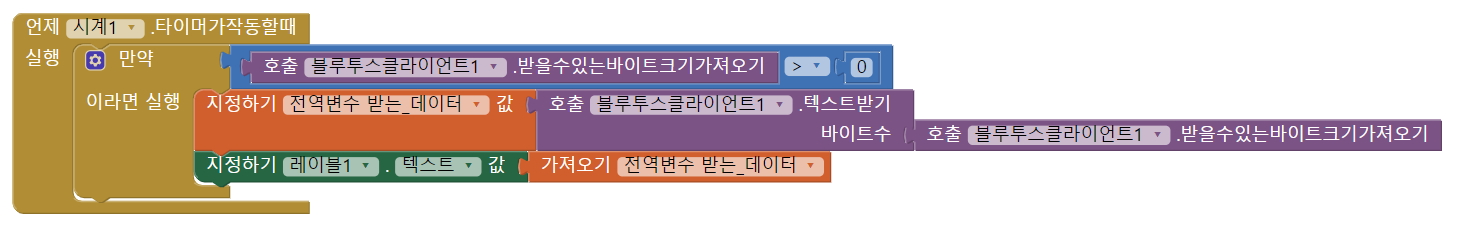 언제 시계1 .타이머가작동할때
실행 만약 호출 블루투스클라이언트1 .받을수있는바이트크기가져오기 > 0
이라면 실행 지정하기 전역변수 받는_데이터 값 호출 블루투스클라이언트1 .텍스트받기
바이트수 호출 블루투스클라이언트1 .받을수있는바이트크기가져오기
지정하기 레이블1 . 텍스트 값 가져오기 전역변수 받는_데이터